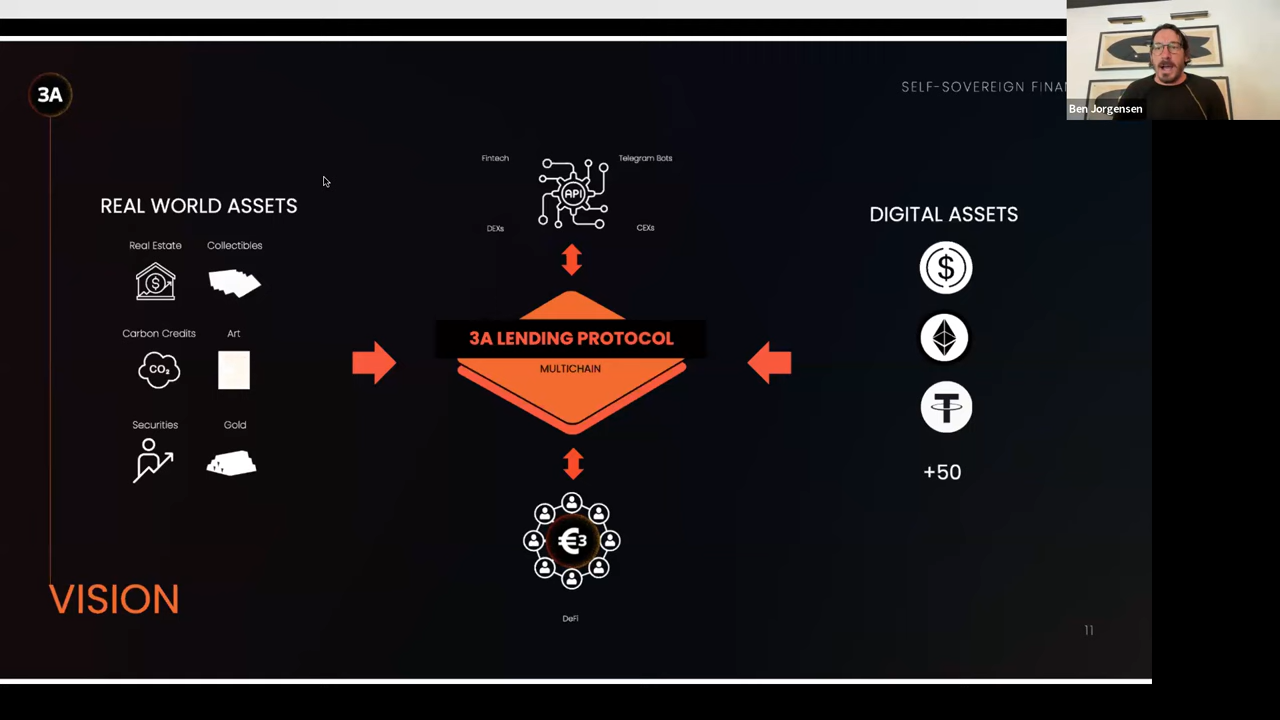 3A
SELF-SOVEREIGN FINA
Ben Jorgensen
Fintech
Telegram Bots
API
DEXs
CEXs
REAL WORLD ASSETS
Real Estate
Collectibles
$
Carbon Credits
Art
CO₂
Securities
Gold
3A LENDING PROTOCOL
MULTICHAIN
€3
DeFi
DIGITAL ASSETS
$
+50
VISION
11